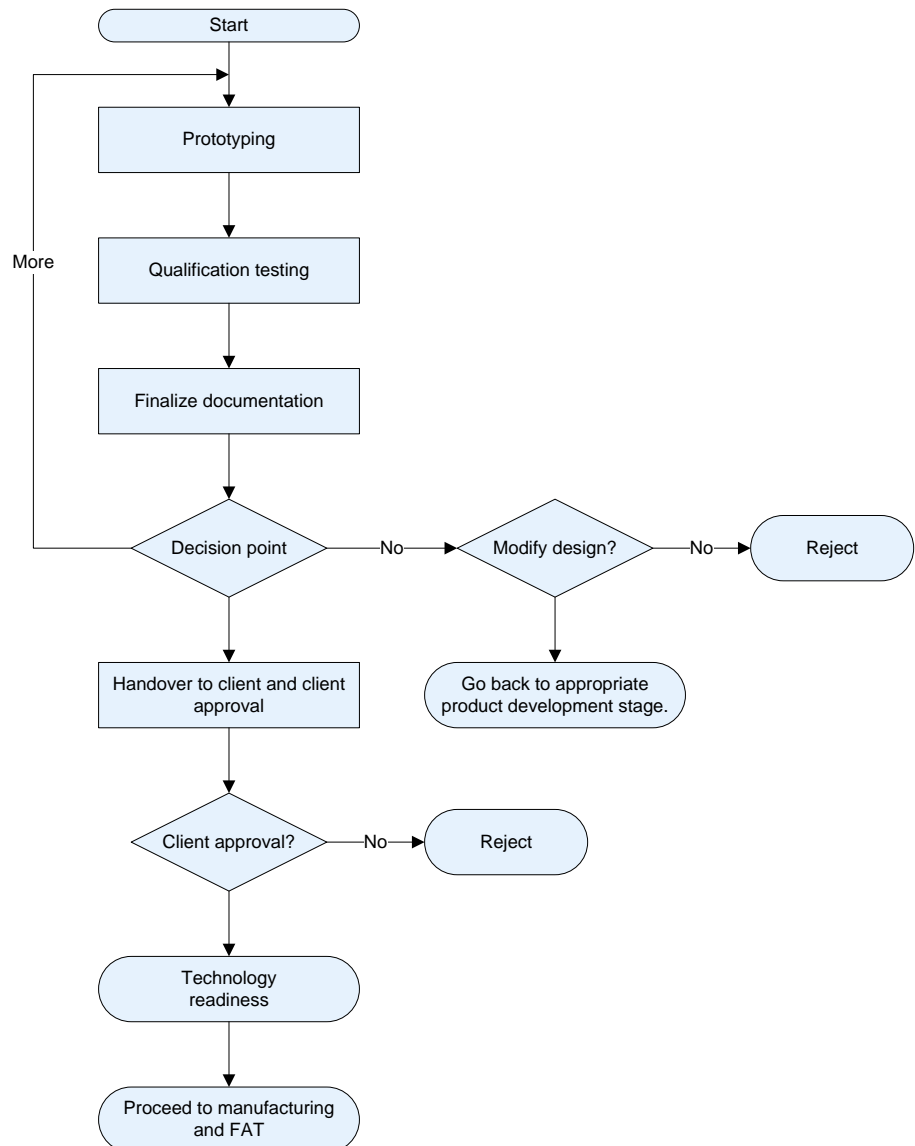 Start
Prototyping
More
Qualification testing
Finalize documentation
Decision point
No
Modify design?
No
Reject
Handover to client and client
approval
Go back to appropriate
product development stage.
Client approval?
No
Reject
Technology
readiness
Proceed to manufacturing
and FAT